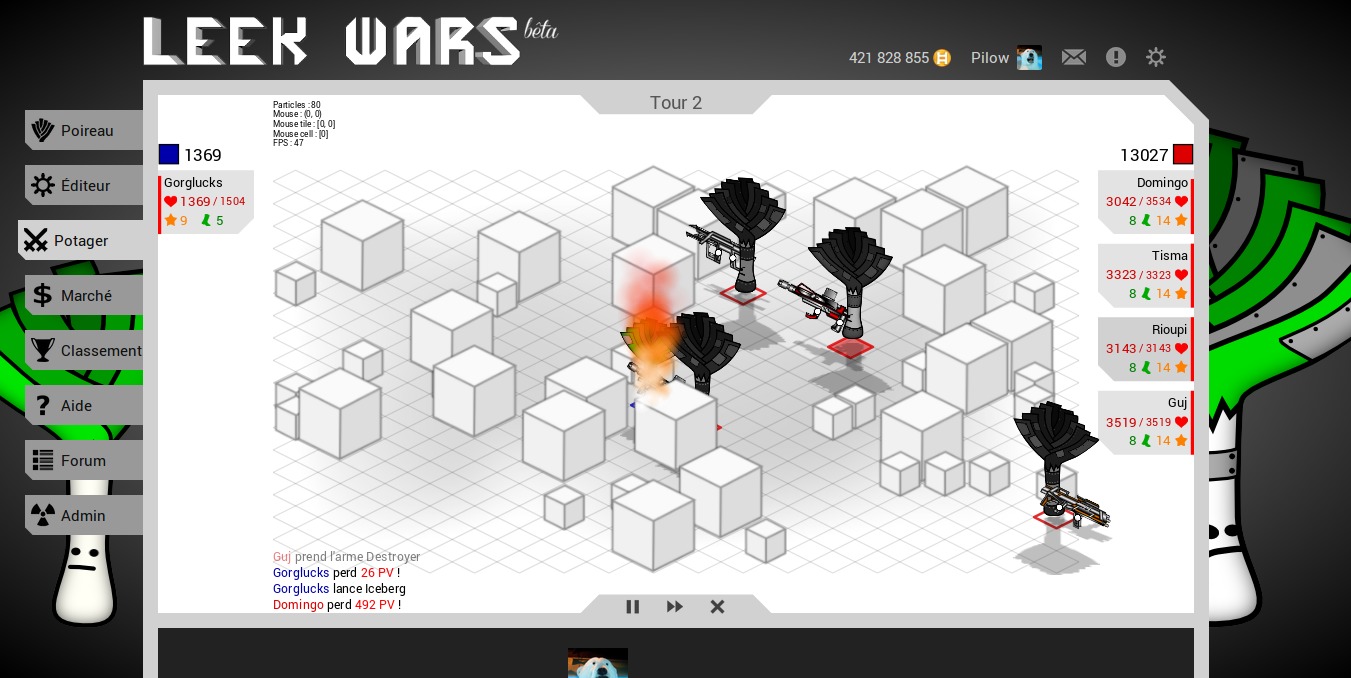 LEEK WARS bêta
421 828 855 Pilow
Poireau
Éditeur
Potager
Marché
Classement
Aide
Forum
Admin
Tour 2
Particles : 80
Mouse : (0, 0)
Mouse tile : [0, 0]
Mouse cell : [0]
FPS : 47
1369
Gorglucks
1369 / 1504
9 5
13027
Domingo
3042 / 3534
8 14
Tisma
3323 / 3323
8 14
Rioupi
3143 / 3143
8 14
Guj
3519 / 3519
8 14
Guj prend l'arme Destroyer
Gorglucks perd 26 PV !
Gorglucks lance Iceberg
Domingo perd 492 PV !